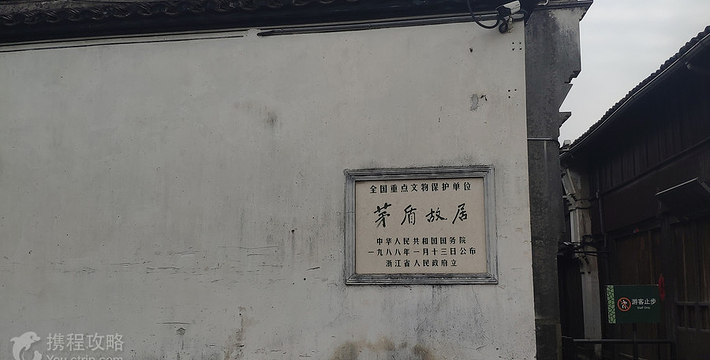 全国重点文物保护单位
茅盾故居
中华人民共和国国务院
一九八八年一月十三日公布
浙江省人民政府立
游客止步
Staff Only
携程攻略
You.ctrip.com